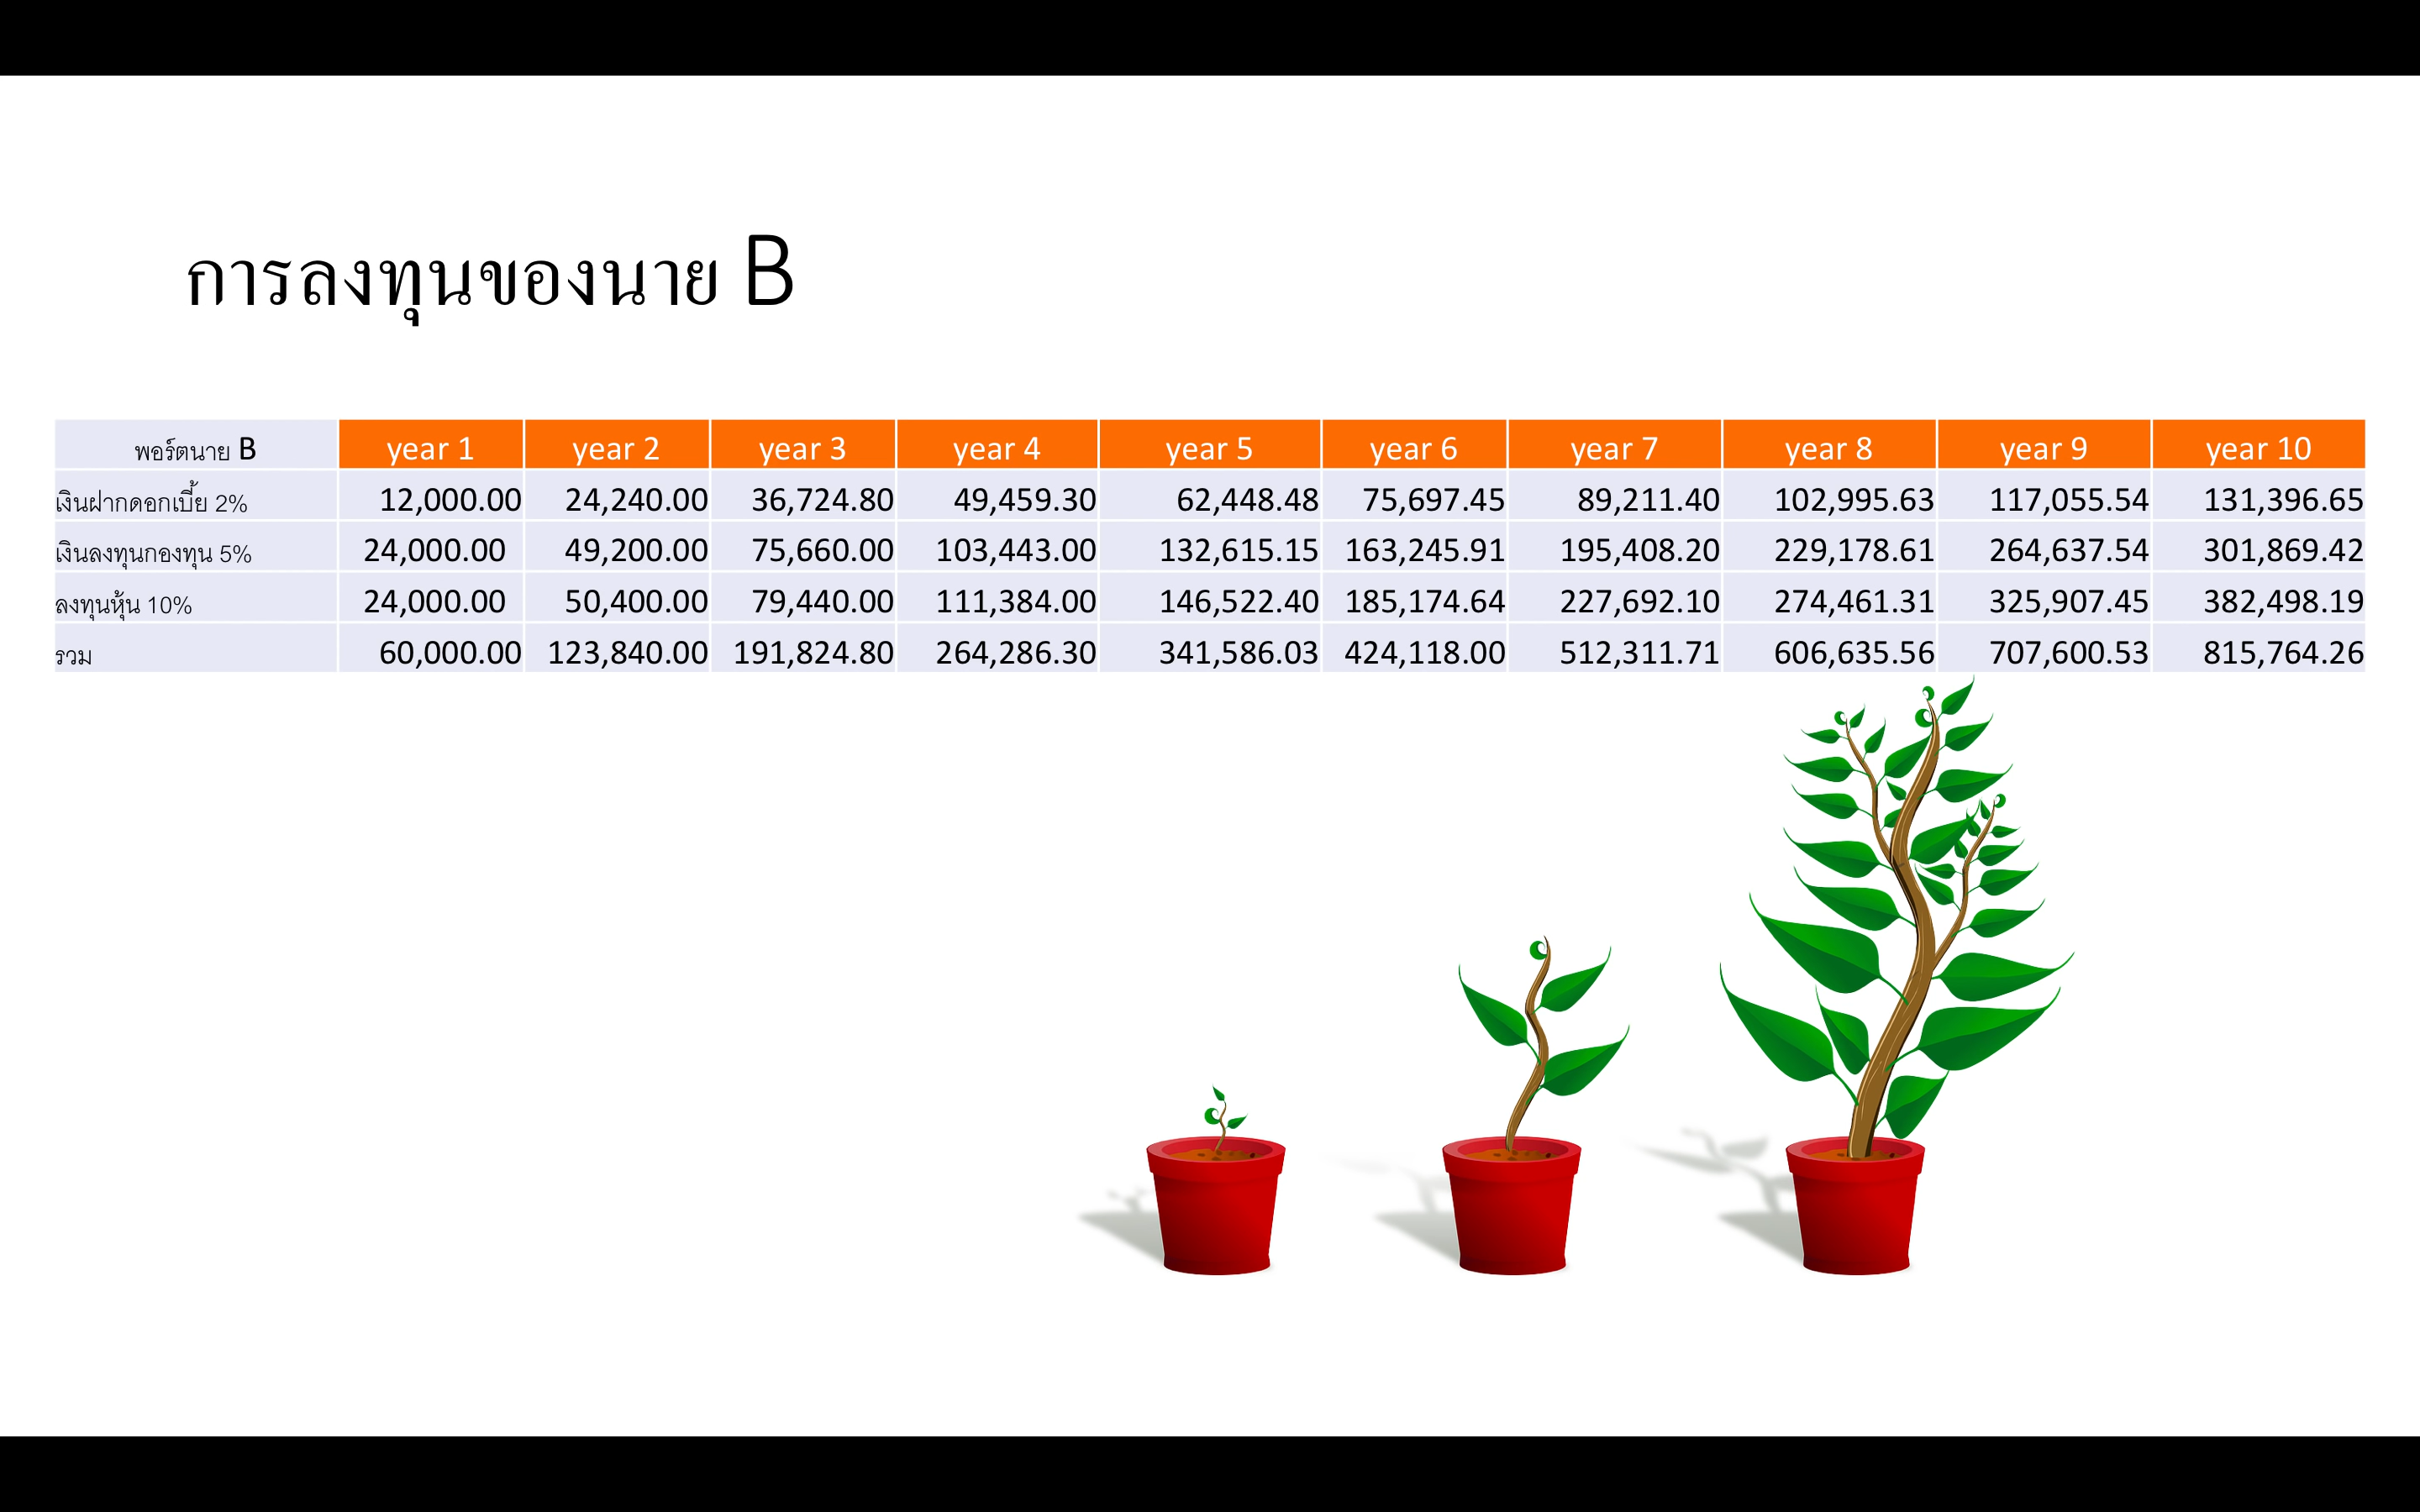 การลงทุนของนาย B
พอร์ตนาย B year 1 year 2 year 3 year 4 year 5 year 6 year 7 year 8 year 9 year 10
เงินฝากดอกเบี้ย 2% 12,000.00 24,240.00 36,724.80 49,459.30 62,448.48 75,697.45 89,211.40 102,995.63 117,055.54 131,396.65
เงินลงทุนกองทุน 5% 24,000.00 49,200.00 75,660.00 103,443.00 132,615.15 163,245.91 195,408.20 229,178.61 264,637.54 301,869.42
ลงทุนหุ้น 10% 24,000.00 50,400.00 79,440.00 111,384.00 146,522.40 185,174.64 227,692.10 274,461.31 325,907.45 382,498.19
รวม 60,000.00 123,840.00 191,824.80 264,286.30 341,586.03 424,118.00 512,311.71 606,635.56 707,600.53 815,764.26